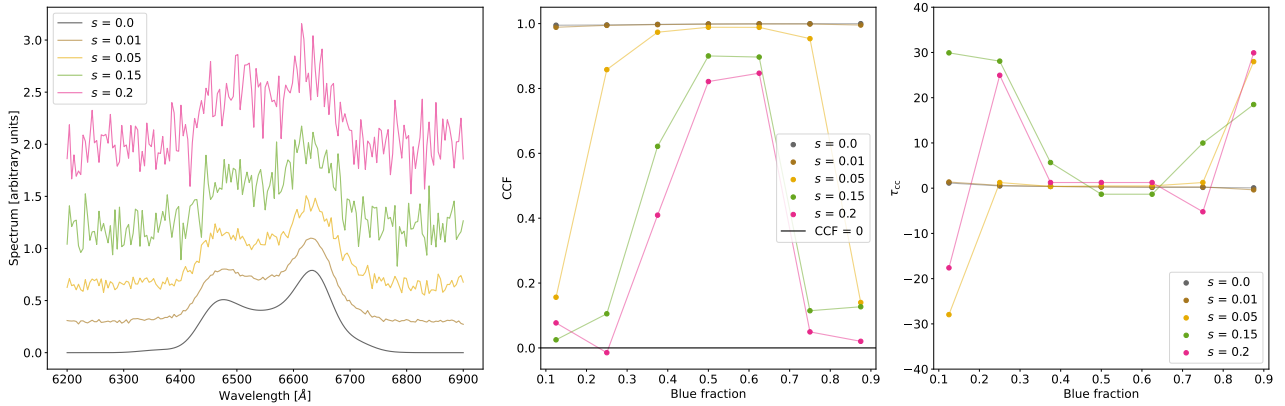 s = 0.0
s = 0.01
s = 0.05
s = 0.15
s = 0.2
3.0
2.5
2.0
1.5
1.0
0.5
0.0
Spectrum [arbitrary units]
6200 6300 6400 6500 6600 6700 6800 6900
Wavelength [Å]
1.0
0.8
0.6
0.4
0.2
0.0
CCF
s = 0.0
s = 0.01
s = 0.05
s = 0.15
s = 0.2
CCF = 0
0.1 0.2 0.3 0.4 0.5 0.6 0.7 0.8 0.9
Blue fraction
40
30
20
10
0
−10
−20
−30
−40
τcc
s = 0.0
s = 0.01
s = 0.05
s = 0.15
s = 0.2
0.1 0.2 0.3 0.4 0.5 0.6 0.7 0.8 0.9
Blue fraction